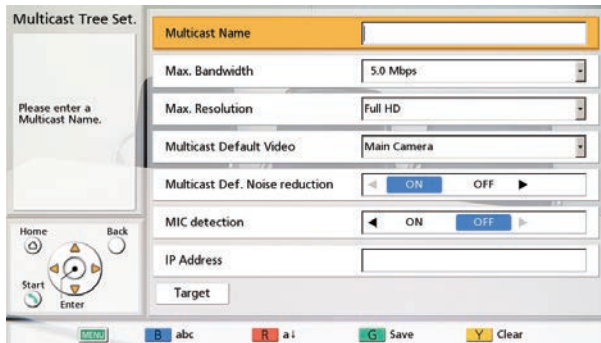 Multicast Tree Set.
Please enter a
Multicast Name.
Multicast Name
Max. Bandwidth 5.0 Mbps
Max. Resolution Full HD
Multicast Default Video Main Camera
Multicast Def. Noise reduction ON OFF
MIC detection ON OFF
IP Address
Target
Home Back
Start
Enter
MENU B abc R a↓ G Save Y Clear